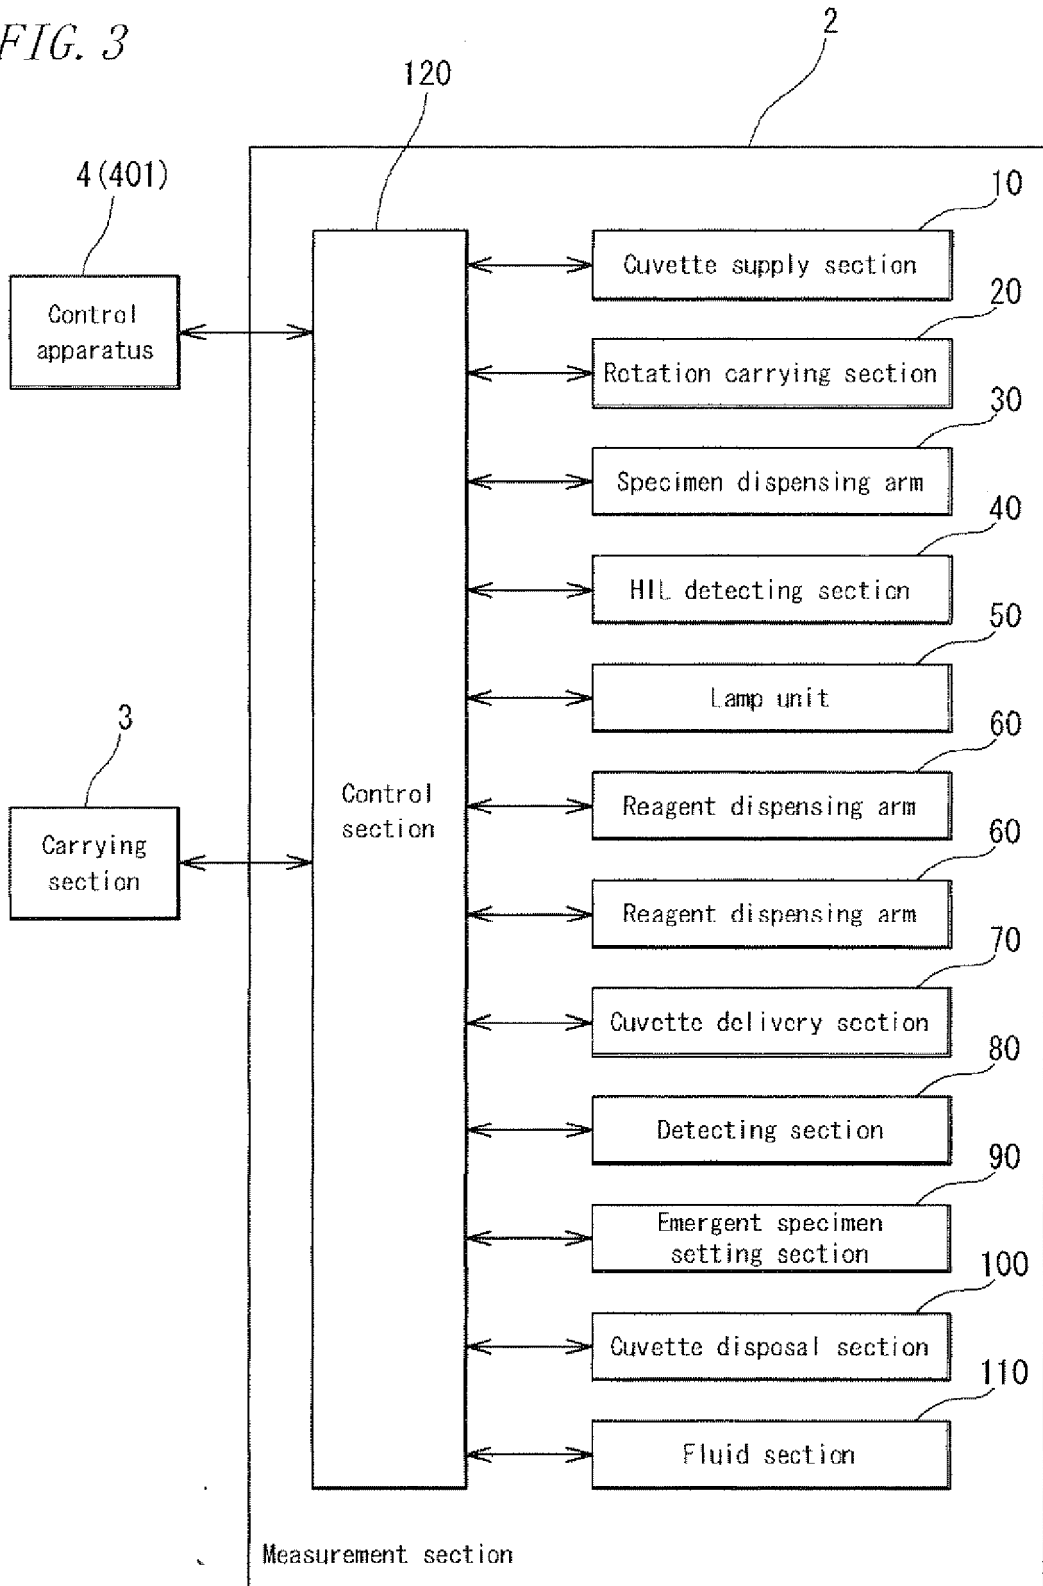 FIG. 3
2
120
4(401)
10
Cuvette supply section
Control
apparatus
20
Rotation carrying section
30
Specimen dispensing arm
40
HIL detecting section
50
Lamp unit
3
60
Control
section
Reagent dispensing arm
Carrying
section
60
Reagent dispensing arm
70
Cuvette delivery section
80
Detecting section
90
Emergent specimen
setting section
100
Cuvette disposal section
110
Fluid section
Measurement section